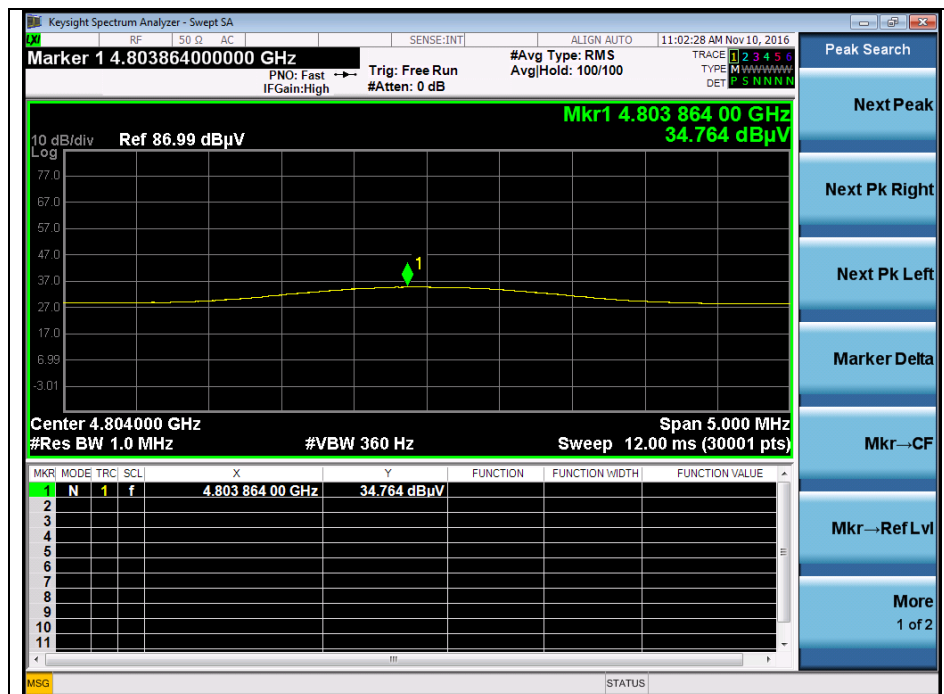 Keysight Spectrum Analyzer - Swept SA
LXI RF 50 Ω AC SENSE:INT ALIGN AUTO 11:02:28 AM Nov 10, 2016
Marker 1 4.803864000000 GHz
PNO: Fast
IFGain:High
Trig: Free Run
#Atten: 0 dB
#Avg Type: RMS
Avg|Hold: 100/100
TRACE 1 2 3 4 5 6
TYPE M WWWWW
DET P S N N N N
Mkr1 4.803 864 00 GHz
34.764 dBµV
10 dB/div Ref 86.99 dBµV
Log
77.0
67.0
57.0
47.0
37.0
27.0
17.0
6.99
-3.01
1
Center 4.804000 GHz Span 5.000 MHz
#Res BW 1.0 MHz #VBW 360 Hz Sweep 12.00 ms (30001 pts)
MKR MODE TRC SCL X Y FUNCTION FUNCTION WIDTH FUNCTION VALUE
1 N 1 f 4.803 864 00 GHz 34.764 dBµV
2
3
4
5
6
7
8
9
10
11
MSG STATUS
Peak Search
Next Peak
Next Pk Right
Next Pk Left
Marker Delta
Mkr→CF
Mkr→Ref Lvl
More
1 of 2